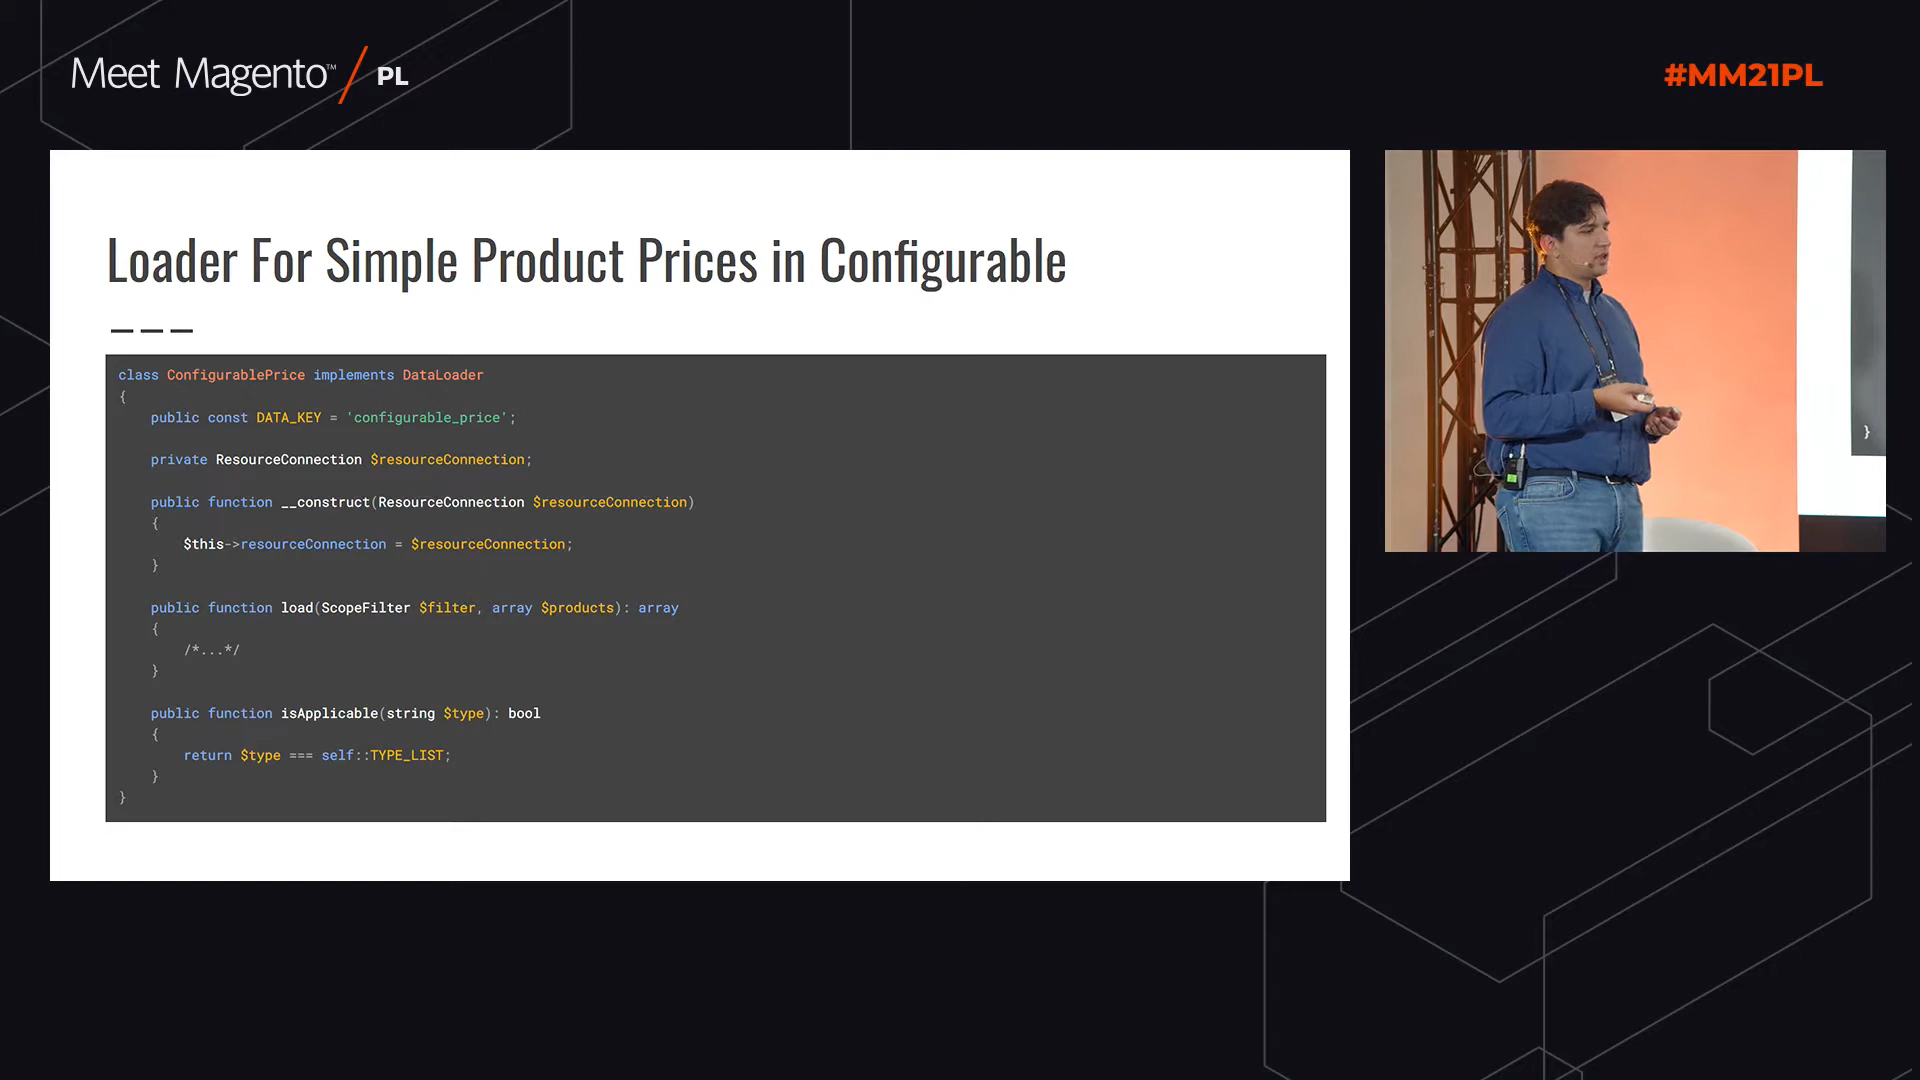 Meet Magento™ / PL
#MM21PL
Loader For Simple Product Prices in Configurable
class ConfigurablePrice implements DataLoader
{
    public const DATA_KEY = 'configurable_price';
    private ResourceConnection $resourceConnection;
    public function __construct(ResourceConnection $resourceConnection)
    {
        $this->resourceConnection = $resourceConnection;
    }
    public function load(ScopeFilter $filter, array $products): array
    {
        /*...*/
    }
    public function isApplicable(string $type): bool
    {
        return $type === self::TYPE_LIST;
    }
}
}